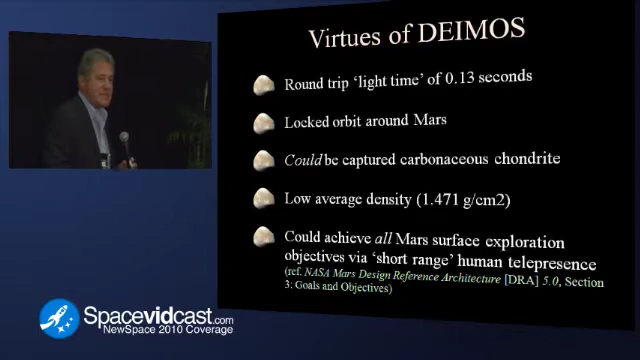 Virtues of DEIMOS
Round trip 'light time' of 0.13 seconds
Locked orbit around Mars
Could be captured carbonaceous chondrite
Low average density (1.471 g/cm2)
Could achieve all Mars surface exploration
objectives via 'short range' human telepresence
(ref. NASA Mars Design Reference Architecture [DRA] 5.0, Section
3: Goals and Objectives)
Spacevidcast.com
NewSpace 2010 Coverage